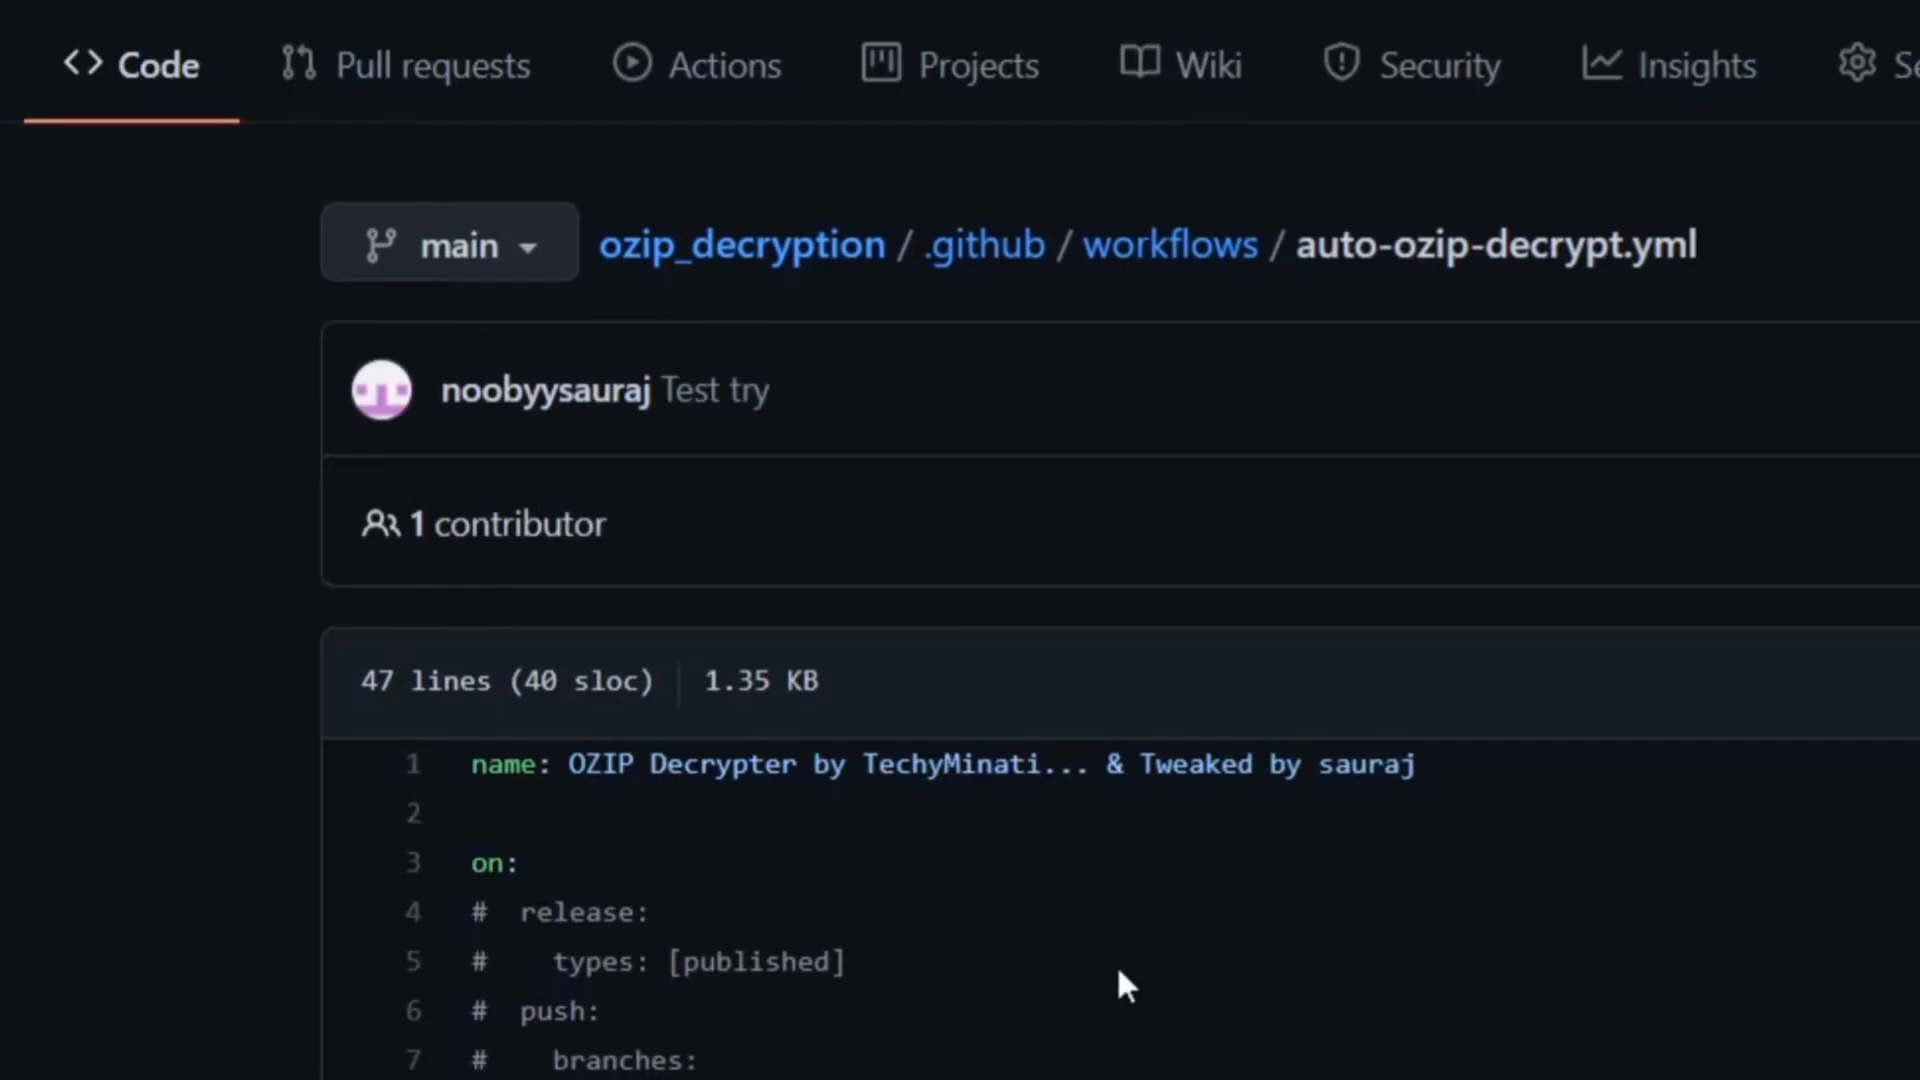 Code Pull requests Actions Projects Wiki Security Insights Se
main ozip_decryption / .github / workflows / auto-ozip-decrypt.yml
noobyysauraj Test try
1 contributor
47 lines (40 sloc) 1.35 KB
1 name: OZIP Decrypter by TechyMinati... & Tweaked by sauraj
2
3 on:
4 # release:
5 # types: [published]
6 # push:
7 # branches: